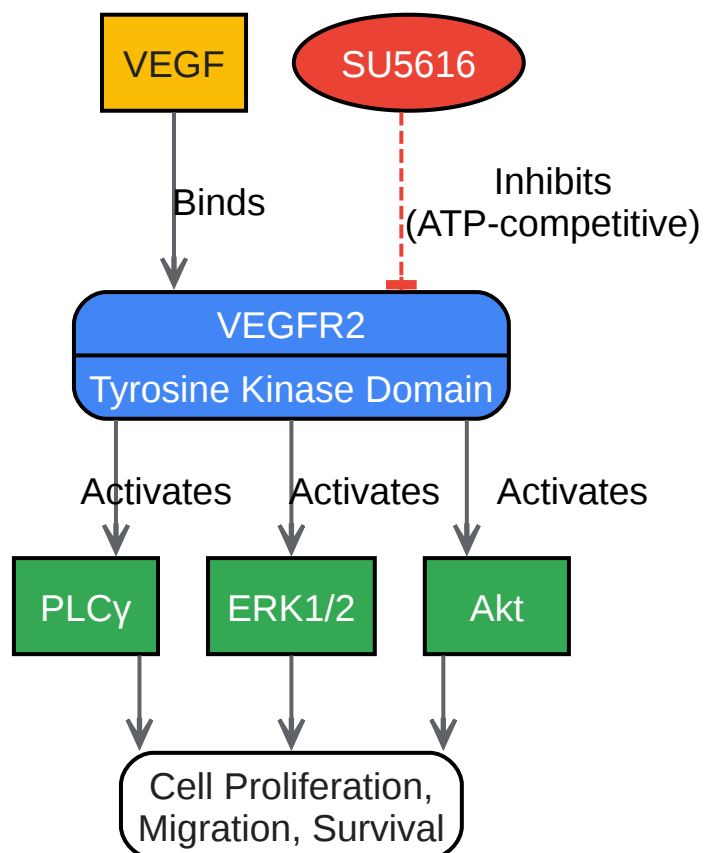 VEGF
SU5616
Binds
Inhibits
(ATP-competitive)
VEGFR2
Tyrosine Kinase Domain
Activates
Activates
Activates
PLCγ
ERK1/2
Akt
Cell Proliferation,
Migration, Survival